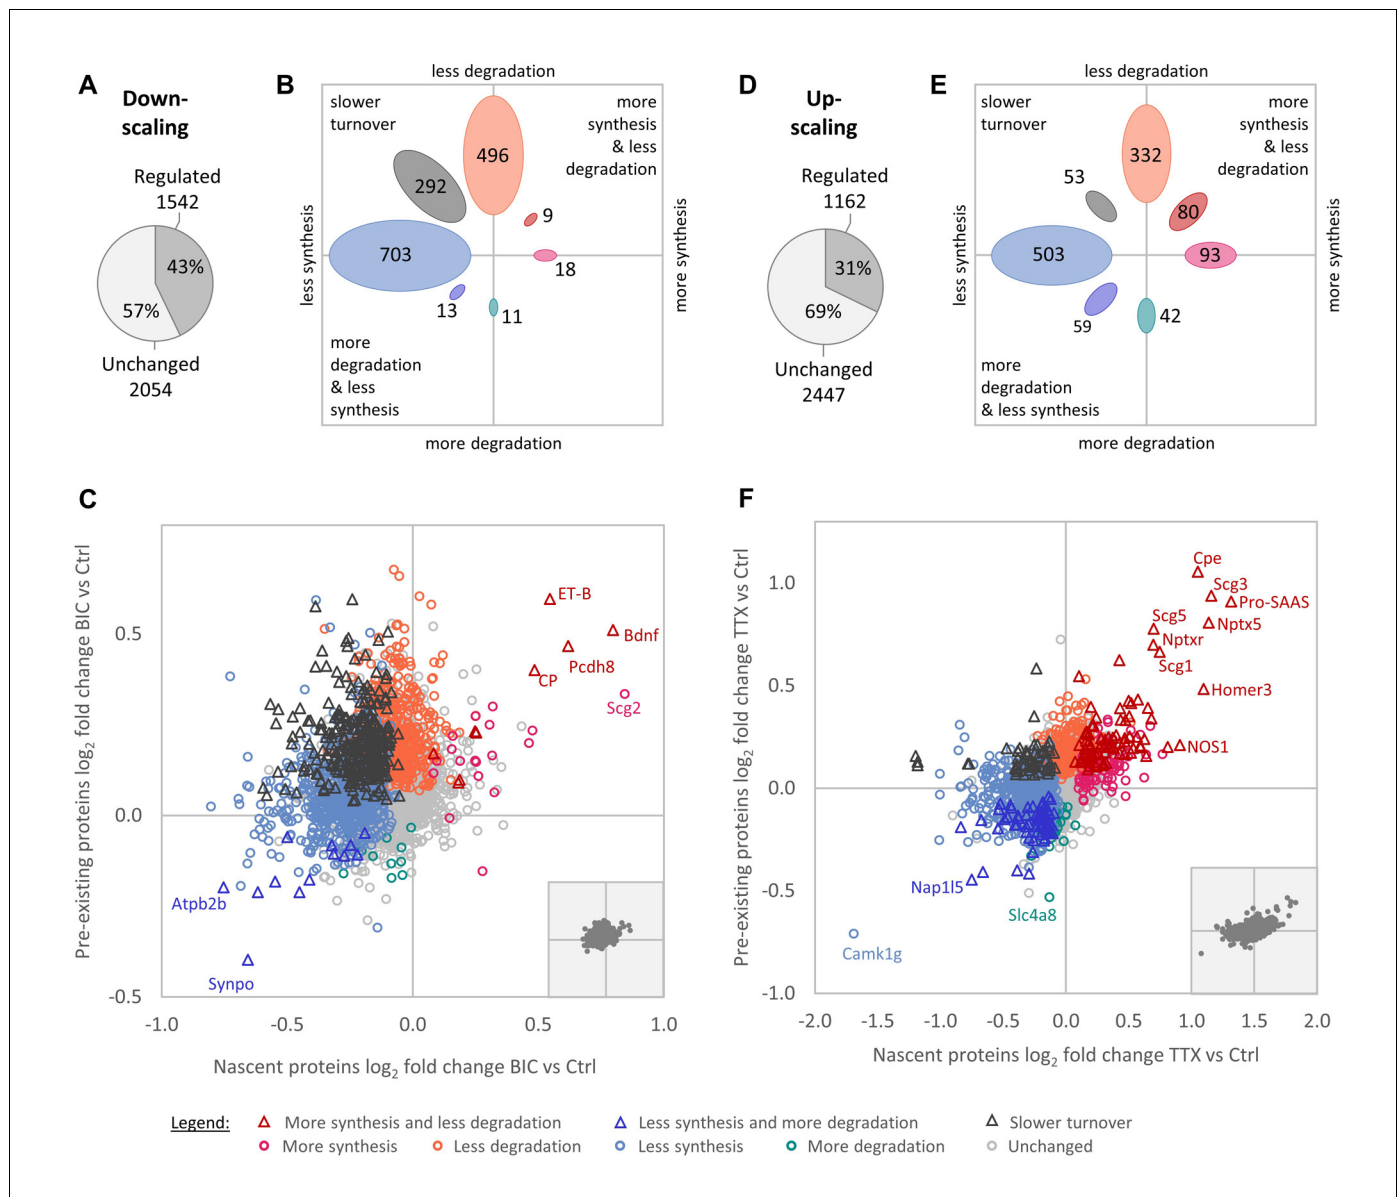 A
Down-
scaling
Regulated
1542
43%
57%
Unchanged
2054
B
less degradation
slower
turnover
more
synthesis
& less
degradation
496
292
9
less synthesis
703
18
more synthesis
13
11
more
degradation
& less
synthesis
more degradation
D
Up-
scaling
Regulated
1162
31%
69%
Unchanged
2447
E
less degradation
slower
turnover
more
synthesis
& less
degradation
332
53
80
less synthesis
503
93
more synthesis
59
42
more
degradation
& less synthesis
more degradation
C
Pre-existing proteins log2 fold change BIC vs Ctrl
0.5
0.0
-0.5
ET-B
Bdnf
Pcdh8
CP
Scg2
Atpb2b
Synpo
-1.0
-0.5
0.0
0.5
1.0
Nascent proteins log2 fold change BIC vs Ctrl
F
Pre-existing proteins log2 fold change TTX vs Ctrl
1.0
0.5
0.0
-0.5
-1.0
Cpe
Scg3
Pro-SAAS
Scg5
Nptx5
Nptxr
Scg1
Homer3
NOS1
Nap1l5
Slc4a8
Camk1g
-2.0
-1.5
-1.0
-0.5
0.0
0.5
1.0
1.5
2.0
Nascent proteins log2 fold change TTX vs Ctrl
Legend:
More synthesis and less degradation
Less synthesis and more degradation
Slower turnover
More synthesis
Less degradation
Less synthesis
More degradation
Unchanged